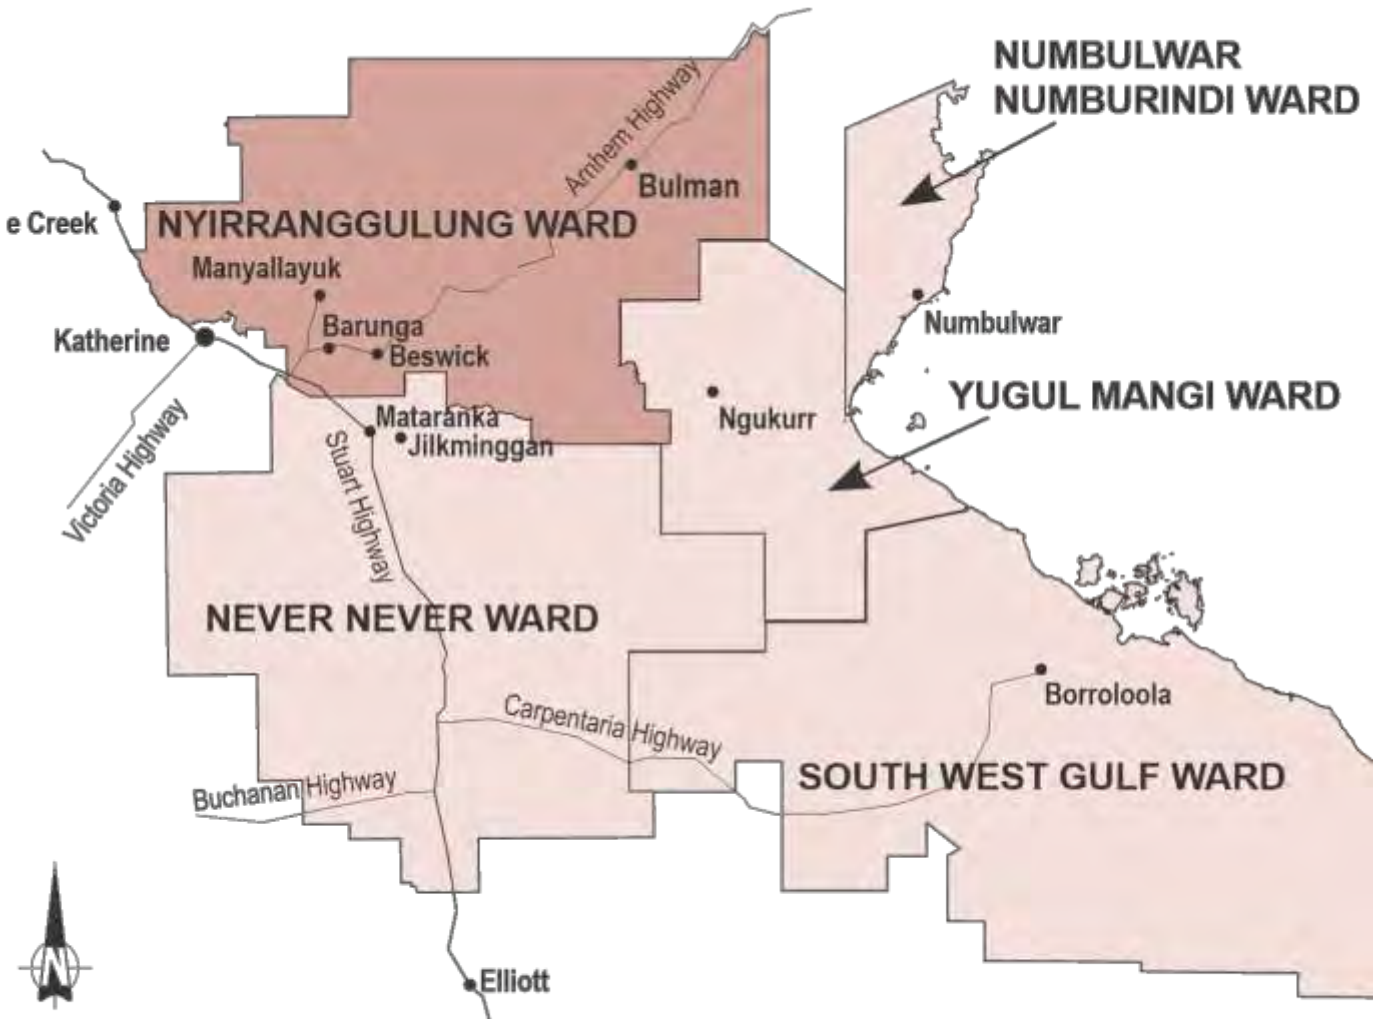 NUMBULWAR
NUMBURINDI WARD
Arnhem Highway
Bulman
e Creek
NYIRRANGGULUNG WARD
Manyallayuk
Katherine
Barunga
Beswick
Numbulwar
YUGUL MANGI WARD
Ngukurr
Mataranka
Jilkminggan
Victoria Highway
Stuart Highway
NEVER NEVER WARD
Borroloola
Carpentaria Highway
SOUTH WEST GULF WARD
Buchanan Highway
N
Elliott